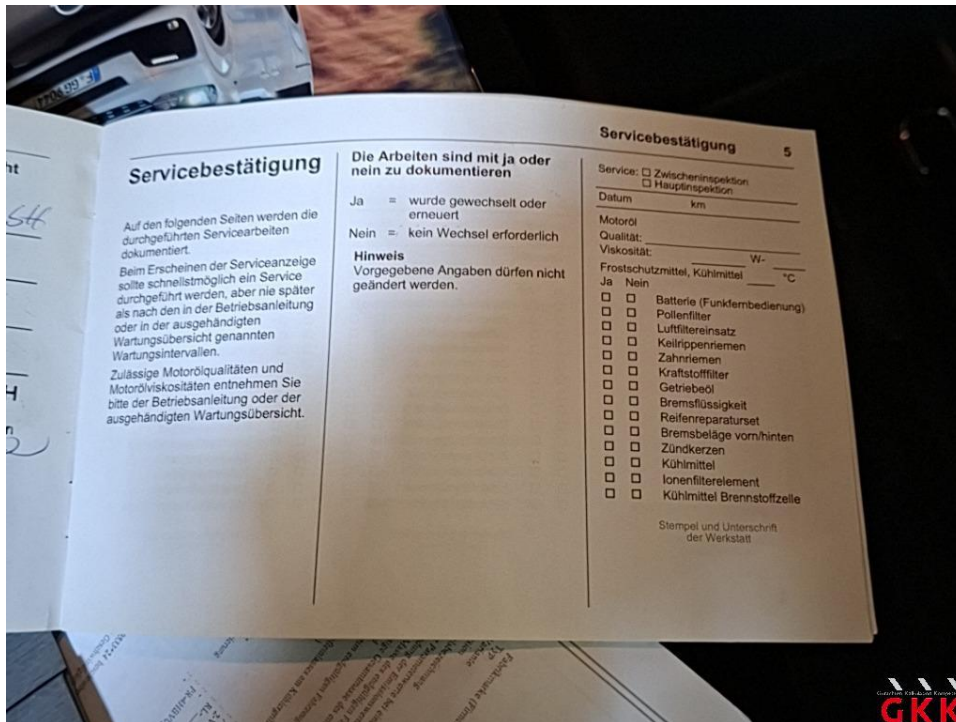 Servicebestätigung 5
Servicebestätigung
Auf den folgenden Seiten werden die
durchgeführten Servicearbeiten
dokumentiert.
Beim Erscheinen der Serviceanzeige
sollte schnellstmöglich ein Service
durchgeführt werden, aber nie später
als nach den in der Betriebsanleitung
oder in der ausgehändigten
Wartungsübersicht genannten
Wartungsintervallen.
Zulässige Motorölqualitäten und
Motorölviskositäten entnehmen Sie
bitte der Betriebsanleitung oder der
ausgehändigten Wartungsübersicht.
Die Arbeiten sind mit ja oder
nein zu dokumentieren
Ja = wurde gewechselt oder
erneuert
Nein = kein Wechsel erforderlich
Hinweis
Vorgegebene Angaben dürfen nicht
geändert werden.
Service: ☐ Zwischeninspektion
☐ Hauptinspektion
Datum km
Motoröl
Qualität:
Viskosität: W-
Frostschutzmittel, Kühlmittel °C
Ja Nein
☐ ☐ Batterie (Funkfernbedienung)
☐ ☐ Pollenfilter
☐ ☐ Luftfiltereinsatz
☐ ☐ Keilrippenriemen
☐ ☐ Zahnriemen
☐ ☐ Kraftstofffilter
☐ ☐ Getriebeöl
☐ ☐ Bremsflüssigkeit
☐ ☐ Reifenreparaturset
☐ ☐ Bremsbeläge vorn/hinten
☐ ☐ Zündkerzen
☐ ☐ Kühlmittel
☐ ☐ Ionenfilterelement
☐ ☐ Kühlmittel Brennstoffzelle
Stempel und Unterschrift
der Werkstatt
GKK